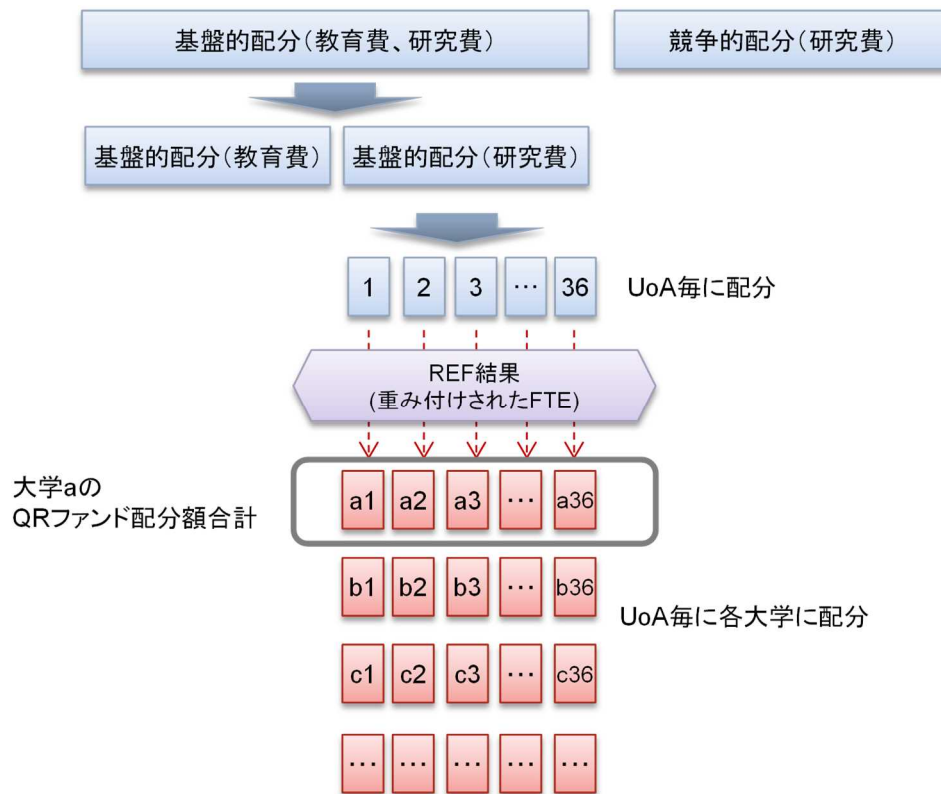 基盤的配分(教育費、研究費)
競争的配分(研究費)
基盤的配分(教育費)
基盤的配分(研究費)
1 2 3 … 36
UoA毎に配分
REF結果
(重み付けされたFTE)
大学aの
QRファンド配分額合計
a1 a2 a3 … a36
b1 b2 b3 … b36
UoA毎に各大学に配分
c1 c2 c3 … c36
… … … … …